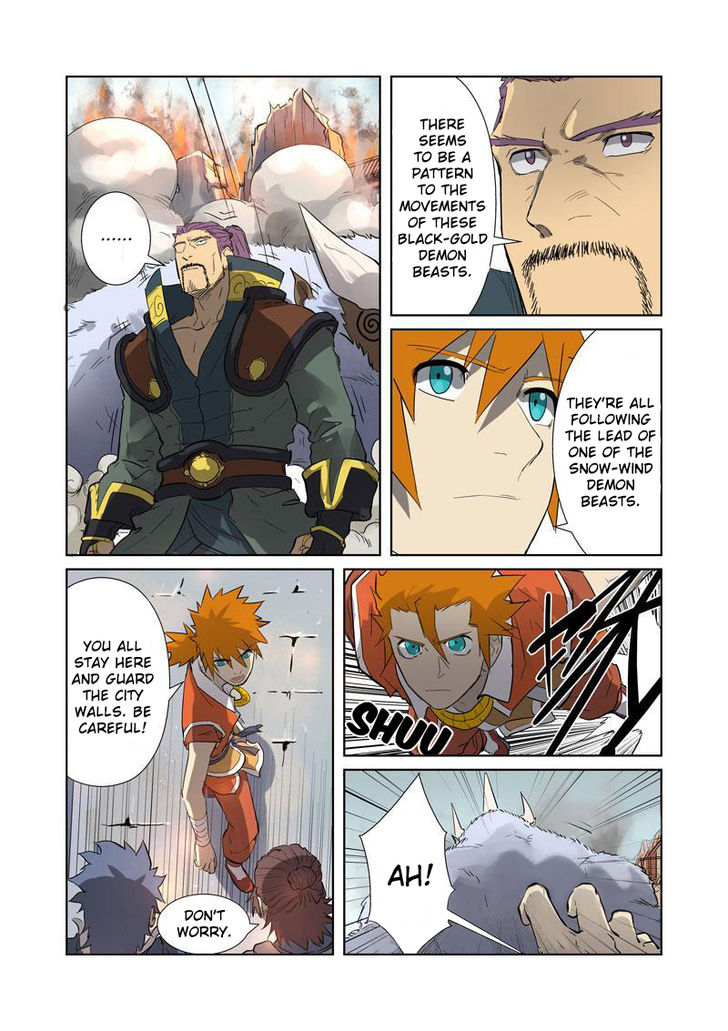 ......
THERE
SEEMS
TO BE A
PATTERN
TO THE
MOVEMENTS
OF THESE
BLACK-GOLD
DEMON
BEASTS.
THEY'RE ALL
FOLLOWING
THE LEAD OF
ONE OF THE
SNOW-WIND
DEMON
BEASTS.
YOU ALL
STAY HERE
AND GUARD
THE CITY
WALLS. BE
CAREFUL!
DON'T
WORRY.
SHUU
AH!